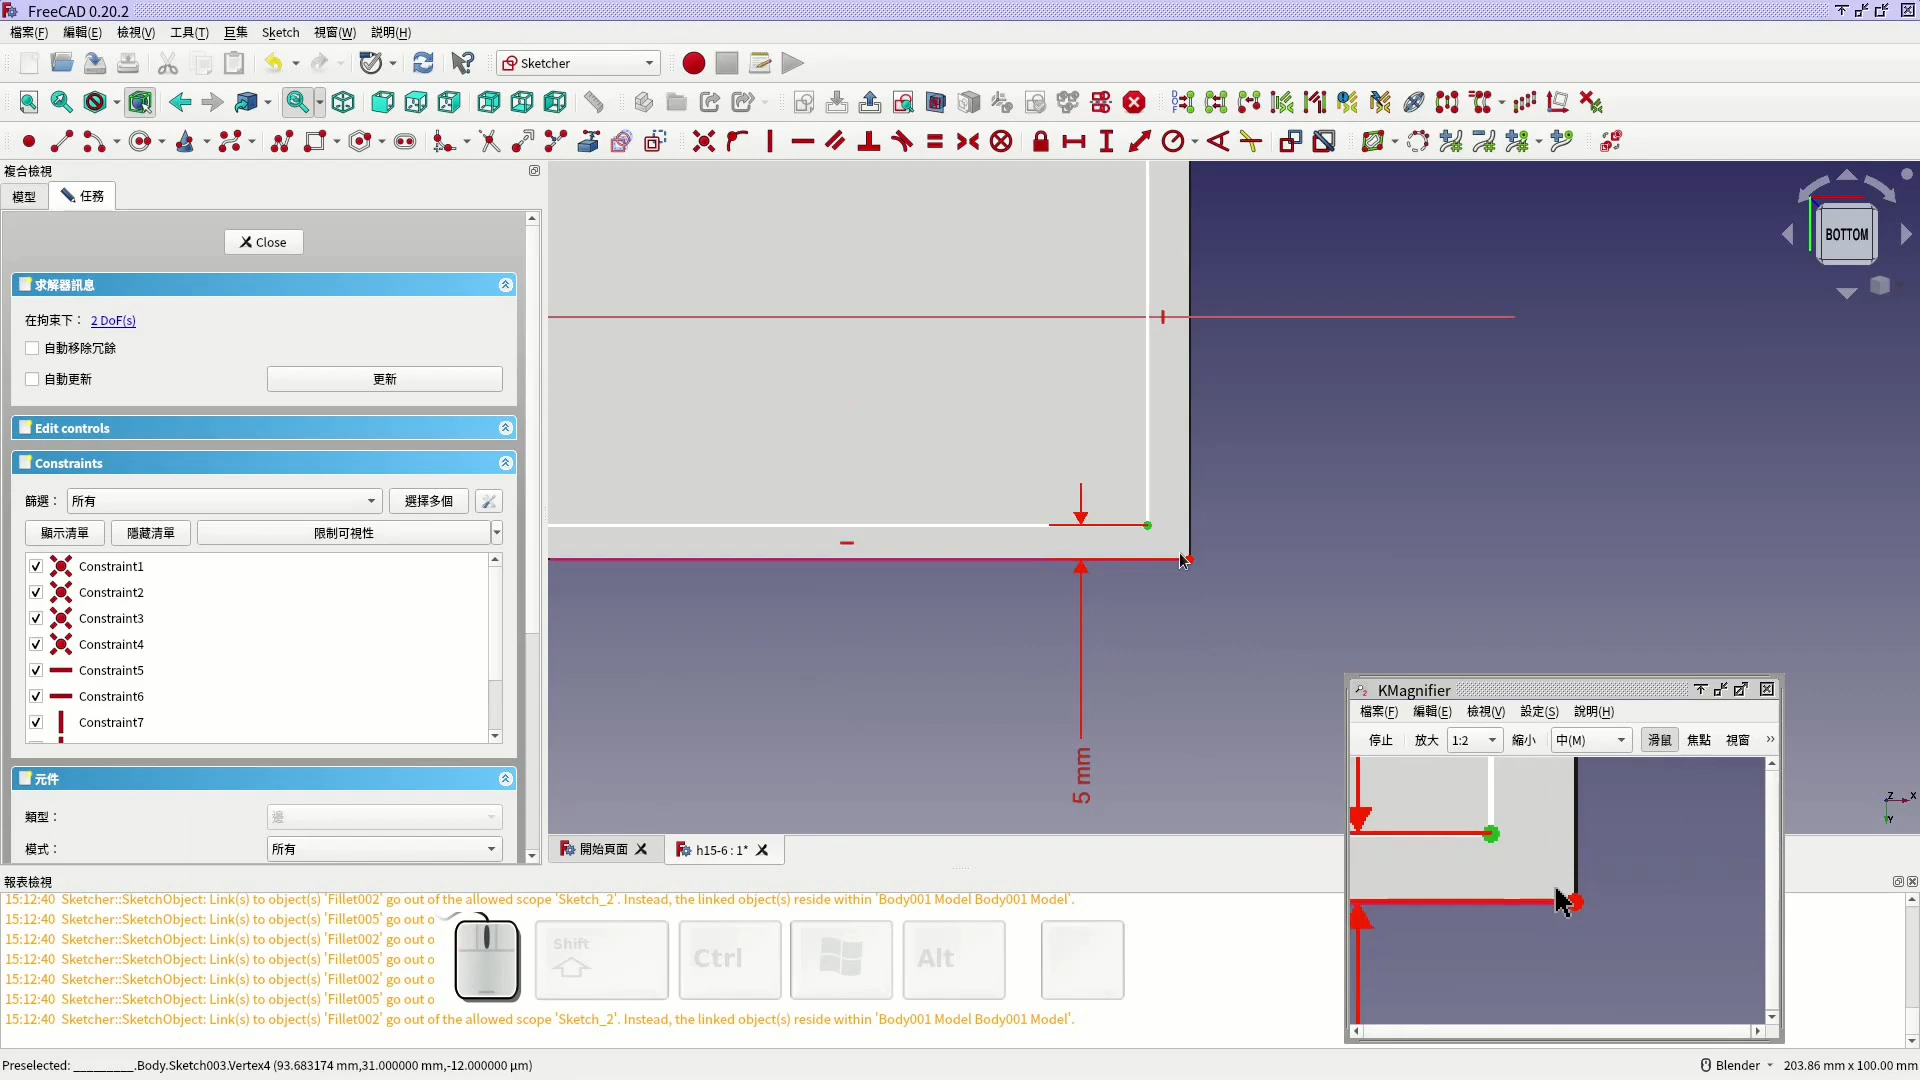 FreeCAD 0.20.2
檔案(F) 編輯(E) 檢視(V) 工具(T) 巨集 Sketch 視窗(W) 說明(H)
Sketcher
複合檢視
模型 任務
Close
求解器訊息
在拘束下： 2 DoF(s)
自動移除冗餘
自動更新 更新
Edit controls
Constraints
篩選： 所有 選擇多個
顯示清單 隱藏清單 限制可視性
Constraint1
Constraint2
Constraint3
Constraint4
Constraint5
Constraint6
Constraint7
元件
類型： 邊
模式： 所有
BOTTOM
5 mm
Z X
Y
開始頁面 h15-6 : 1*
KMagnifier
檔案(F) 編輯(E) 檢視(V) 設定(S) 說明(H)
停止 放大 1:2 縮小 中(M) 滑鼠 焦點 視窗 »
報表檢視
15:12:40 Sketcher::SketchObject: Link(s) to object(s) 'Fillet002' go out of the allowed scope 'Sketch_2'. Instead, the linked object(s) reside within 'Body001 Model Body001 Model'.
15:12:40 Sketcher::SketchObject: Link(s) to object(s) 'Fillet005' go out o
15:12:40 Sketcher::SketchObject: Link(s) to object(s) 'Fillet002' go out o
15:12:40 Sketcher::SketchObject: Link(s) to object(s) 'Fillet005' go out o
15:12:40 Sketcher::SketchObject: Link(s) to object(s) 'Fillet002' go out o
15:12:40 Sketcher::SketchObject: Link(s) to object(s) 'Fillet005' go out o
15:12:40 Sketcher::SketchObject: Link(s) to object(s) 'Fillet002' go out of the allowed scope 'Sketch_2'. Instead, the linked object(s) reside within 'Body001 Model Body001 Model'.
Shift Ctrl Alt
Preselected: _________.Body.Sketch003.Vertex4 (93.683174 mm,31.000000 mm,-12.000000 μm)
Blender 203.86 mm x 100.00 mm